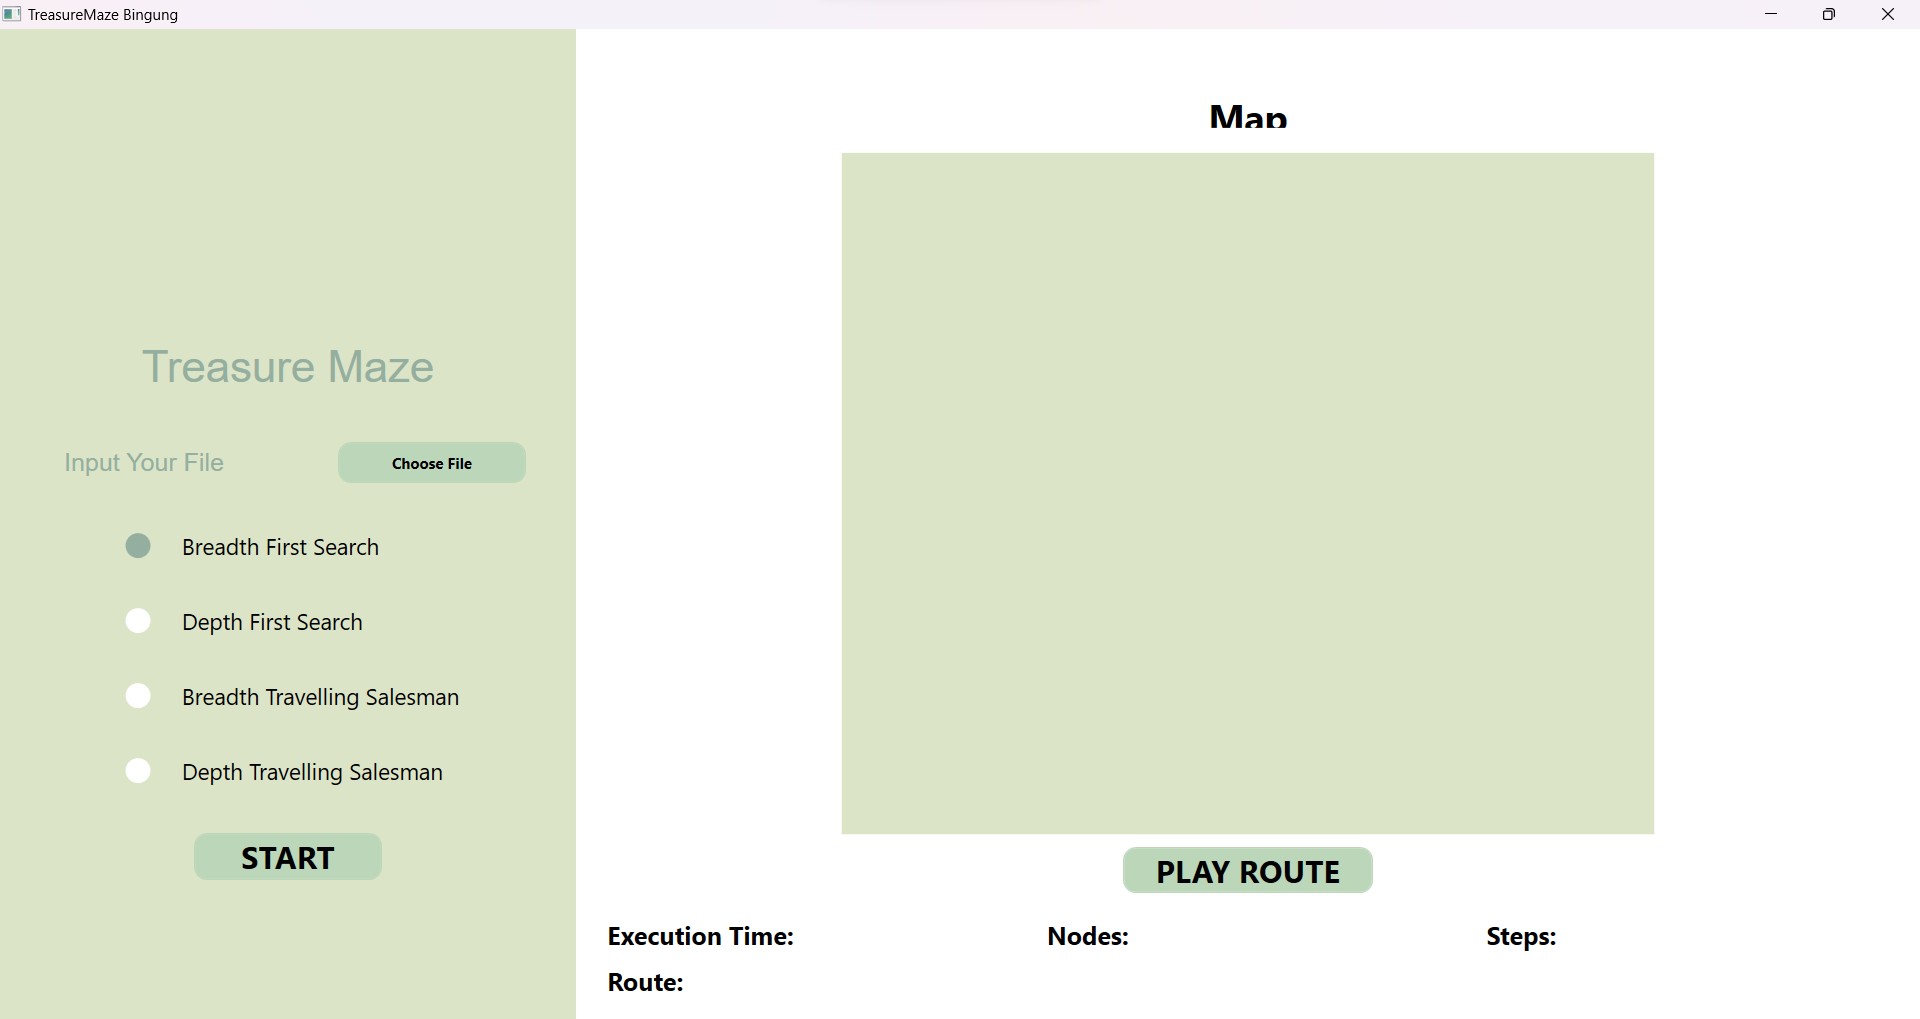 TreasureMaze Bingung
Treasure Maze
Input Your File
Choose File
Breadth First Search
Depth First Search
Breadth Travelling Salesman
Depth Travelling Salesman
START
Map
PLAY ROUTE
Execution Time:
Nodes:
Steps:
Route: